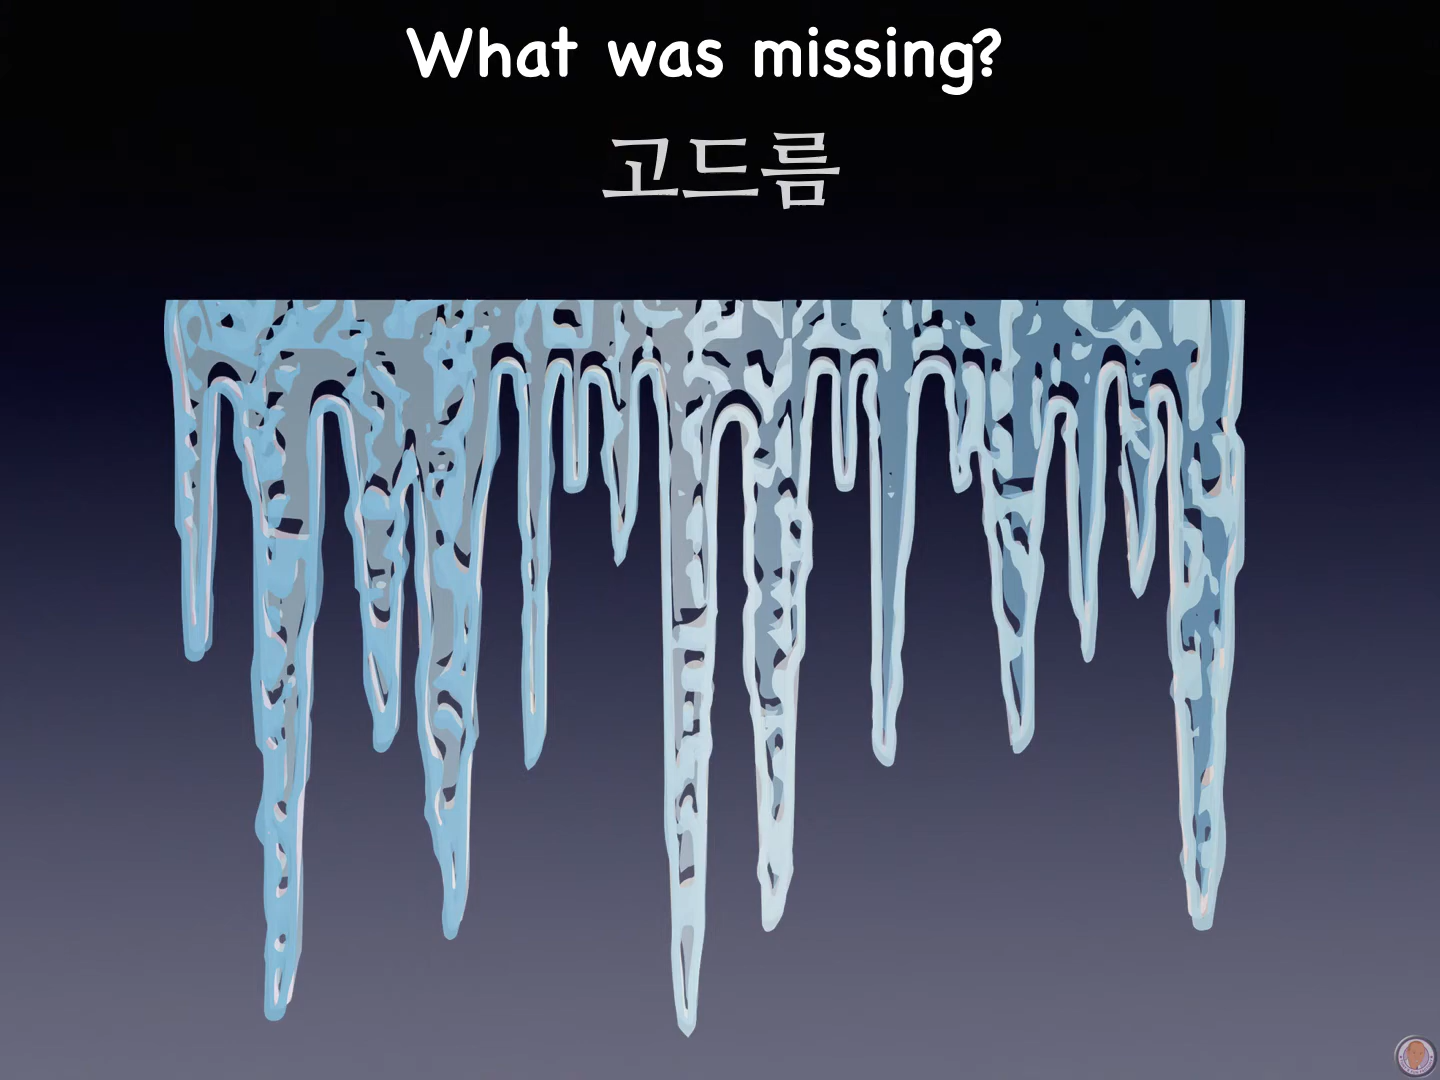 What was missing?
고드름